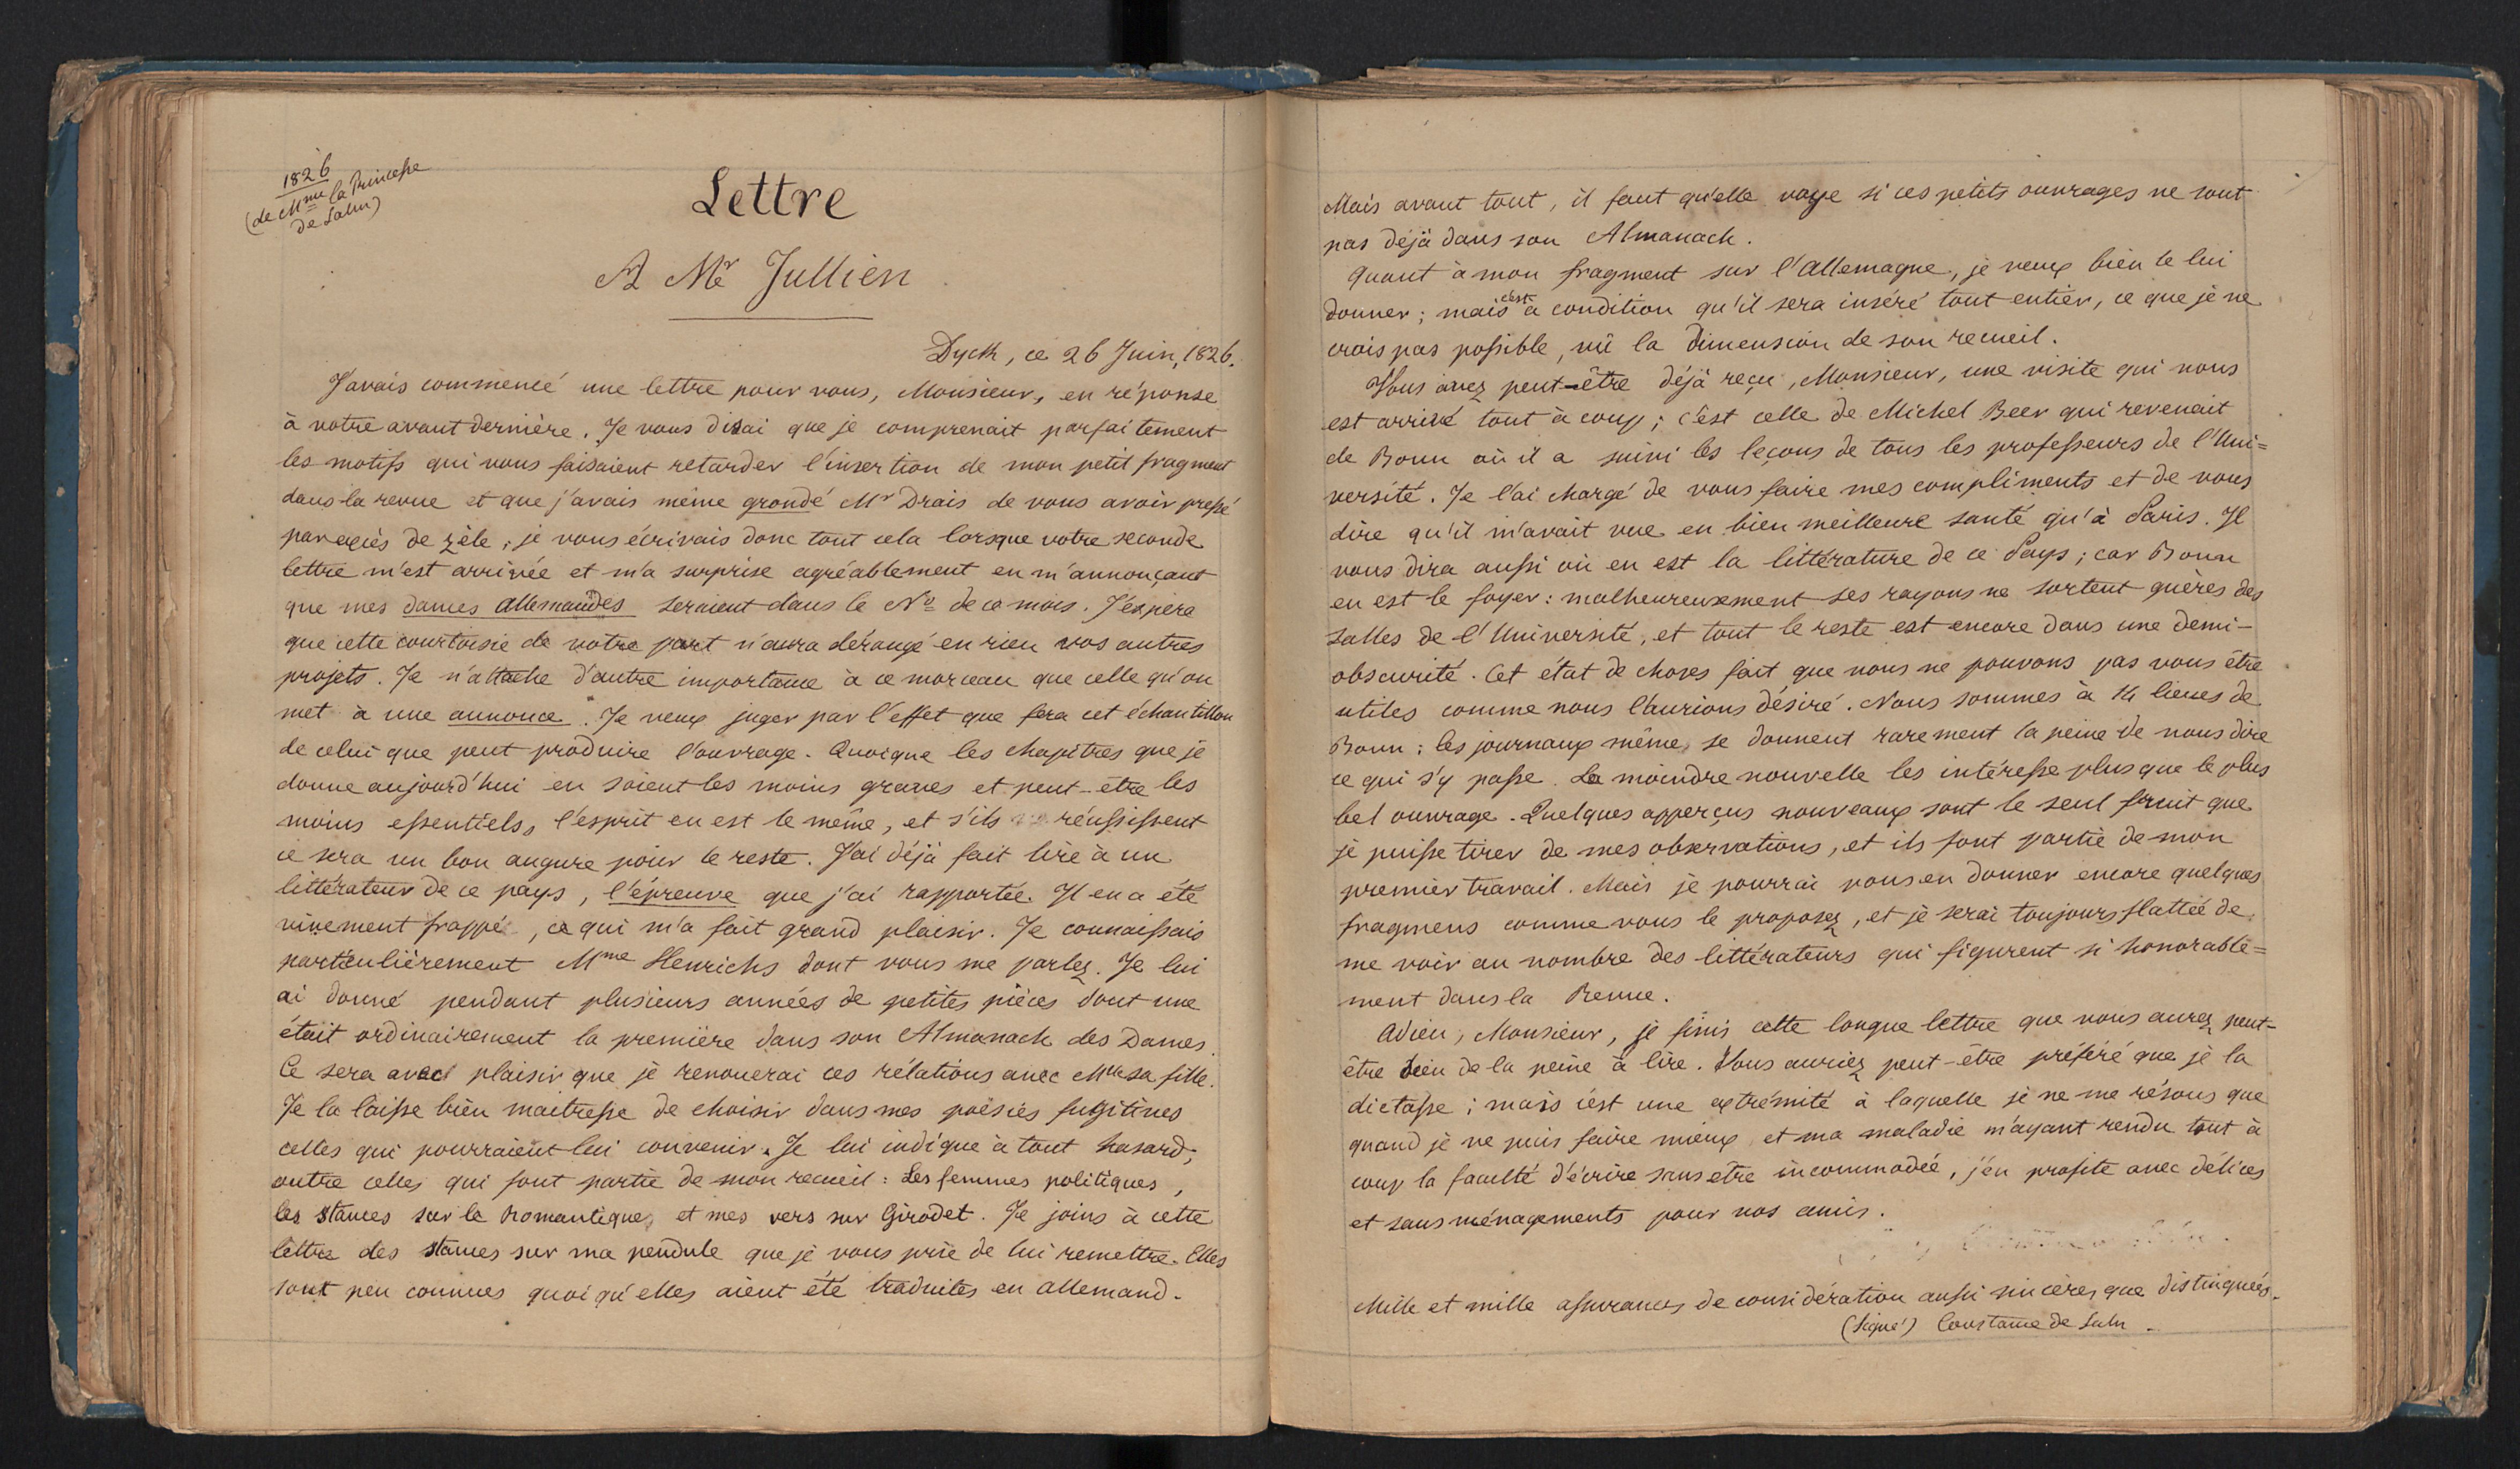 1826
(de Mme la Princesse
de Salm)
Lettre
A Mr Jullien
Dyck, ce 26 Juin, 1826.
J'avais commencé une lettre pour vous, Monsieur, en réponse
à votre avant dernière. Je vous disai que je comprenait parfaitement
les motifs qui vous faisaient retarder l'insertion de mon petit fragment
dans la revue et que j'avais même grondé Mr Drais de vous avoir pressé
par excès de zèle; je vous écrivais donc tout cela lorsque votre seconde
lettre m'est arrivée et m'a surprise agréablement en m'annonçant
que mes dames allemandes seraient dans le No de ce mois. J'espère
que cette courtoisie de votre part n'aura dérangé en rien vos autres
projets. Je n'attache d'autre importance à ce morceau que celle qu'on
met à une annonce. Je veux juger par l'effet que fera cet échantillon
de celui que peut produire l'ouvrage. Quoique les chapitres que je
donne aujourd'hui en soient les moins graves et peut-être les
moins essentiels, l'esprit en est le même, et s'ils réussissent
ce sera un bon augure pour le reste. J'ai déjà fait lire à un
littérateur de ce pays, l'épreuve que j'ai rapportée. Il en a été
vivement frappé, ce qui m'a fait grand plaisir. Je connaissais
particulièrement Mme Henrichs dont vous me parlez. Je lui
ai donné pendant plusieurs années de petites pièces dont une
était ordinairement la première dans son Almanach des Dames.
Ce sera avec plaisir que je renouerai ces rélations avec Mlle sa fille.
Je la laisse bien maitresse de choisir dans mes poësies fugitives
celles qui pourraient lui convenir. Je lui indique à tout hasard,
outre celles qui font partie de mon recueil: Les femmes politiques,
les stances sur le Romantique, et mes vers sur Girodet. Je joins à cette
lettre des stances sur ma pendule que je vous prie de lui remettre. Elles
sont peu connues quoiqu'elles aient été traduites en allemand.
Mais avant tout, il faut qu'elle voye si ces petits ouvrages ne sont
pas déjà dans son Almanach.
Quant à mon fragment sur l'Allemagne, je veux bien le lui
donner; mais c'est à condition qu'il sera inséré tout entier, ce que je ne
crois pas possible, vû la dimension de son recueil.
Vous avez peut-être déjà reçu, Monsieur, une visite qui nous
est arrivé tout à coup; c'est celle de Michel Beer qui revenait
de Bonn où il a suivi les leçons de tous les professeurs de l'Uni=
versité. Je l'ai chargé de vous faire mes compliments et de vous
dire qu'il m'avait vue en bien meilleure santé qu'à Paris. Il
vous dira aussi où en est la littérature de ce Pays; car Bonn
en est le foyer: malheureusement ses rayons ne sortent guères des
salles de l'Université, et tout le reste est encore dans une demi-
obscurité. Cet état de choses fait que nous ne pouvons pas vous être
utiles comme nous l'aurions désiré. Nous sommes à 14 lieues de
Bonn: les journaux même, se donnent rarement la peine de nous dire
ce qui s'y passe. La moindre nouvelle les intéresse plus que le plus
bel ouvrage. Quelques apperçus nouveaux sont le seul fruit que
je puisse tirer de mes observations, et ils font partie de mon
premier travail. Mais je pourrai vous en donner encore quelques
fragmens comme vous le proposez, et je serai toujours flattée de
me voir au nombre des littérateurs qui figurent si honorable=
ment dans la Revue.
Adieu, Monsieur, je finis cette longue lettre que vous aurez peut-
être bien de la peine à lire. Vous auriez peut-être préféré que je la
dictasse; mais c'est une extrémité à laquelle je ne me résous que
quand je ne puis faire mieux, et ma maladie m'ayant rendu tout à
coup la faculté d'écrire sans être incommodée, j'en profite avec délices
et sans ménagements pour nos amis.
Mille et mille assurances de considération aussi sincères que distinguées.
(Signé) Constance de Salm.